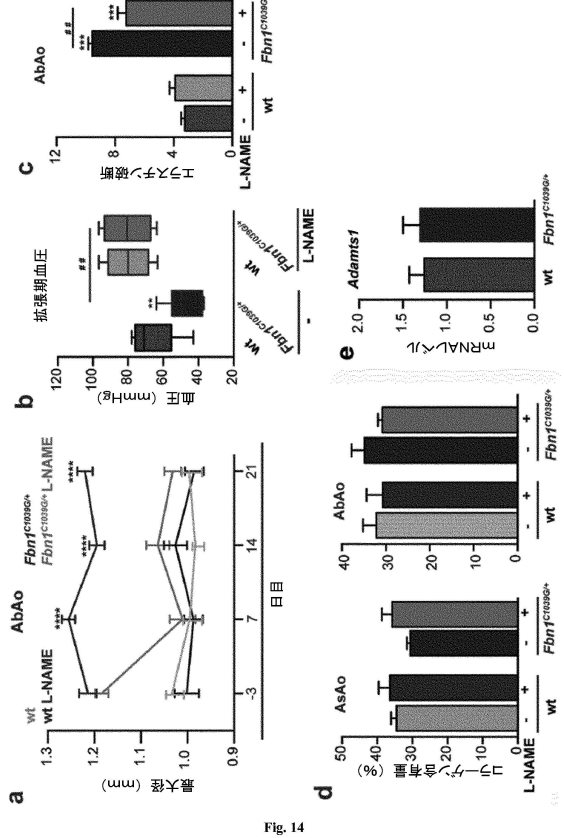 a
AbAo
wt
wt L-NAME
Fbn1C1039G/+
Fbn1C1039G/+ L-NAME
最大径 (mm)
1.3
1.2
1.1
1.0
0.9
****
****
****
-3
7
14
21
日目
b
拡張期血圧
血圧 (mmHg)
120
100
80
60
40
20
**
##
wt
Fbn1C1039G/+
wt
Fbn1C1039G/+
-
L-NAME
c
AbAo
エラスチン破断
12
8
4
0
***
##
***
L-NAME
-
+
-
+
wt
Fbn1C1039G/+
d
AsAo
コラーゲン含有量 (%)
50
40
30
20
10
0
L-NAME
-
+
-
+
wt
Fbn1C1039G/+
AbAo
40
30
20
10
0
-
+
-
+
wt
Fbn1C1039G/+
e
Adamts1
mRNAレベル
2.0
1.5
1.0
0.5
0.0
wt
Fbn1C1039G/+
Fig. 14